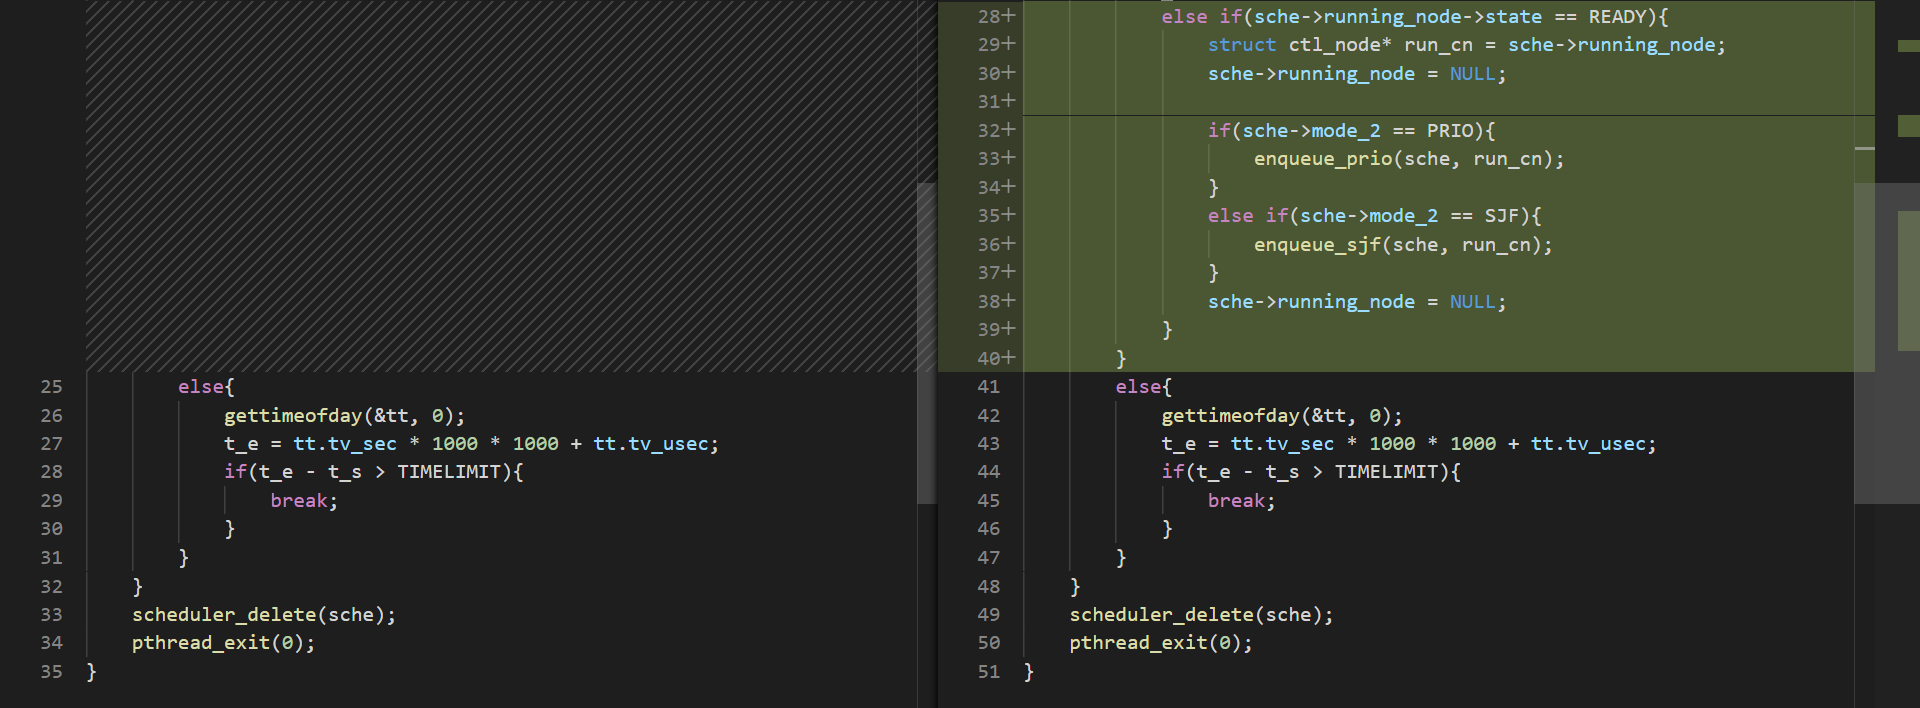 25 else{
26 gettimeofday(&tt, 0);
27 t_e = tt.tv_sec * 1000 * 1000 + tt.tv_usec;
28 if(t_e - t_s > TIMELIMIT){
29 break;
30 }
31 }
32 }
33 scheduler_delete(sche);
34 pthread_exit(0);
35 }
28+ else if(sche->running_node->state == READY){
29+ struct ctl_node* run_cn = sche->running_node;
30+ sche->running_node = NULL;
31+
32+ if(sche->mode_2 == PRIO){
33+ enqueue_prio(sche, run_cn);
34+ }
35+ else if(sche->mode_2 == SJF){
36+ enqueue_sjf(sche, run_cn);
37+ }
38+ sche->running_node = NULL;
39+ }
40+ }
41 else{
42 gettimeofday(&tt, 0);
43 t_e = tt.tv_sec * 1000 * 1000 + tt.tv_usec;
44 if(t_e - t_s > TIMELIMIT){
45 break;
46 }
47 }
48 }
49 scheduler_delete(sche);
50 pthread_exit(0);
51 }